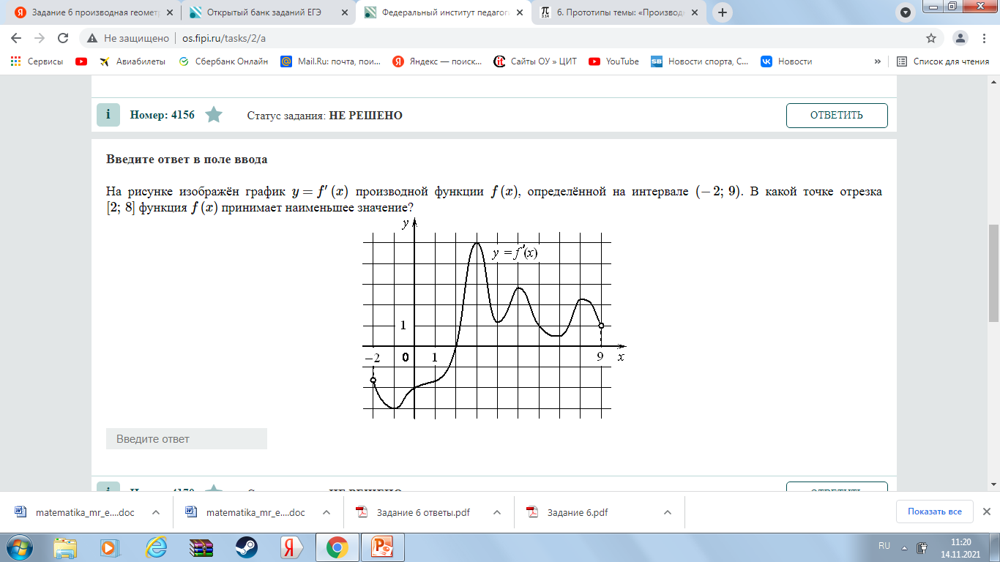 Задание 6 производная геомет
Открытый банк заданий ЕГЭ
Федеральный институт педагог
6. Прототипы темы: «Производ
Не защищено | os.fipi.ru/tasks/2/a
Сервисы
Авиабилеты
Сбербанк Онлайн
Mail.Ru: почта, пои...
Яндекс — поиск...
Сайты ОУ » ЦИТ
YouTube
Новости спорта, С...
Новости
»
Список для чтения
i Номер: 4156 Статус задания: НЕ РЕШЕНО ОТВЕТИТЬ
Введите ответ в поле ввода
На рисунке изображён график y = f′ (x) производной функции f (x), определённой на интервале (− 2; 9). В какой точке отрезка
[2; 8] функция f (x) принимает наименьшее значение?
y
y = f′(x)
1
−2 0 1 9 x
Введите ответ
НЕ РЕШЕНО
ОТВЕТИТЬ
matematika_mr_e....doc
matematika_mr_e....doc
Задание 6 ответы.pdf
Задание 6.pdf
Показать все
RU
11:20
14.11.2021